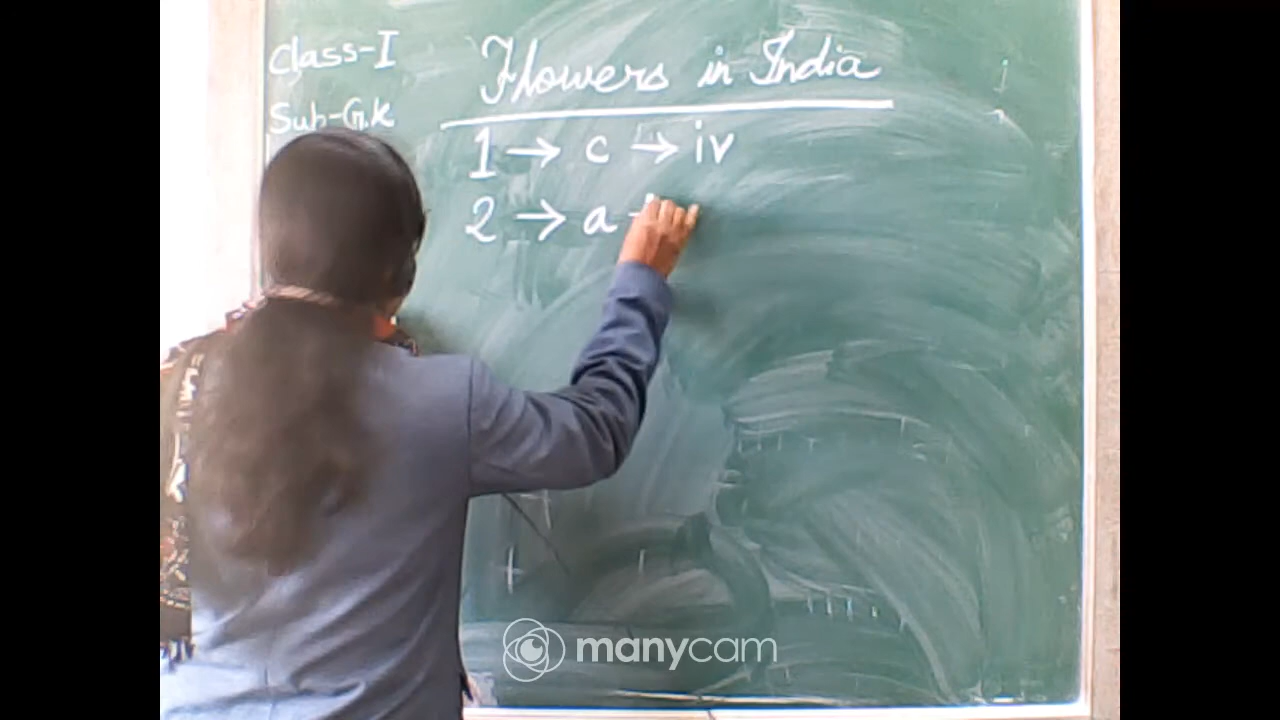 Class-I
Sub-G.K
Flowers in India
1 → c → iv
2 → a
manycam